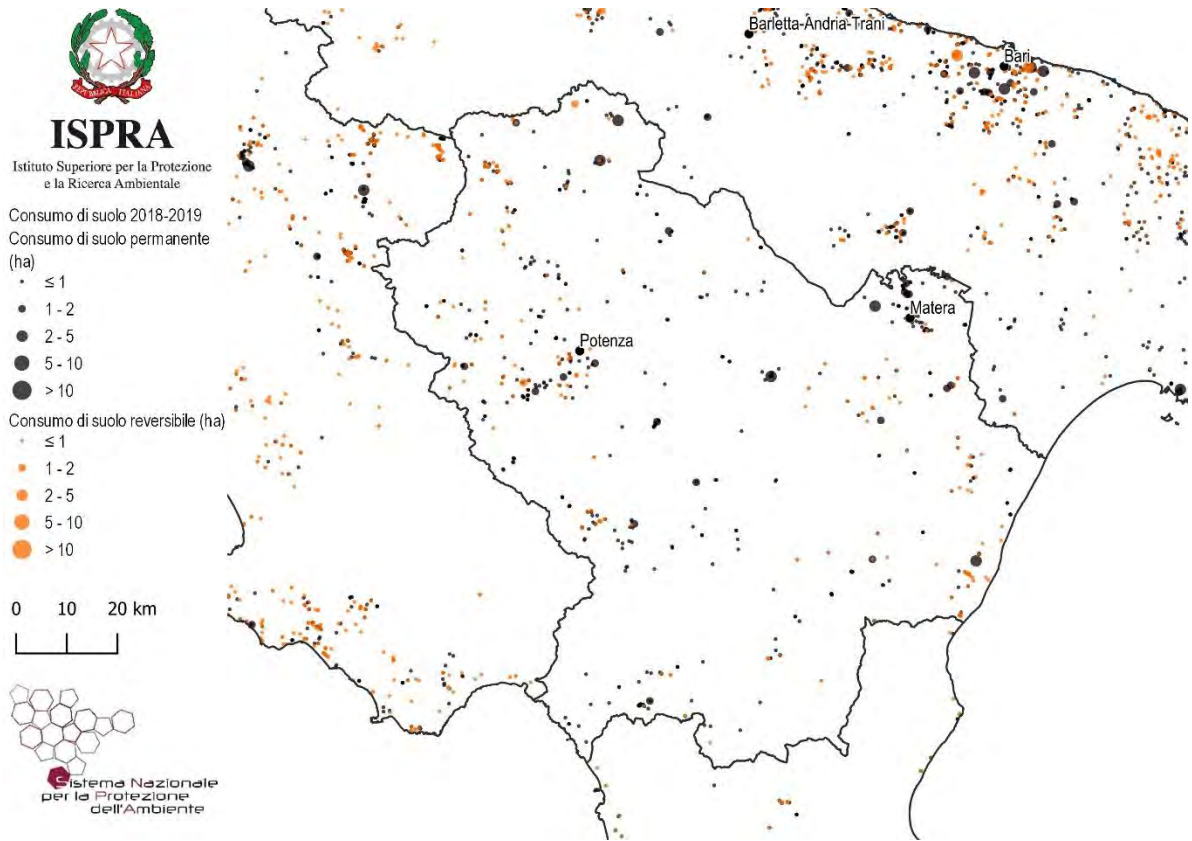 REPVBBLICA ITALIANA
ISPRA
Istituto Superiore per la Protezione
e la Ricerca Ambientale
Consumo di suolo 2018-2019
Consumo di suolo permanente
(ha)
≤ 1
1 - 2
2 - 5
5 - 10
> 10
Consumo di suolo reversibile (ha)
≤ 1
1 - 2
2 - 5
5 - 10
> 10
0 10 20 km
Sistema Nazionale
per la Protezione
dell'Ambiente
Barletta-Andria-Trani
Bari
Matera
Potenza